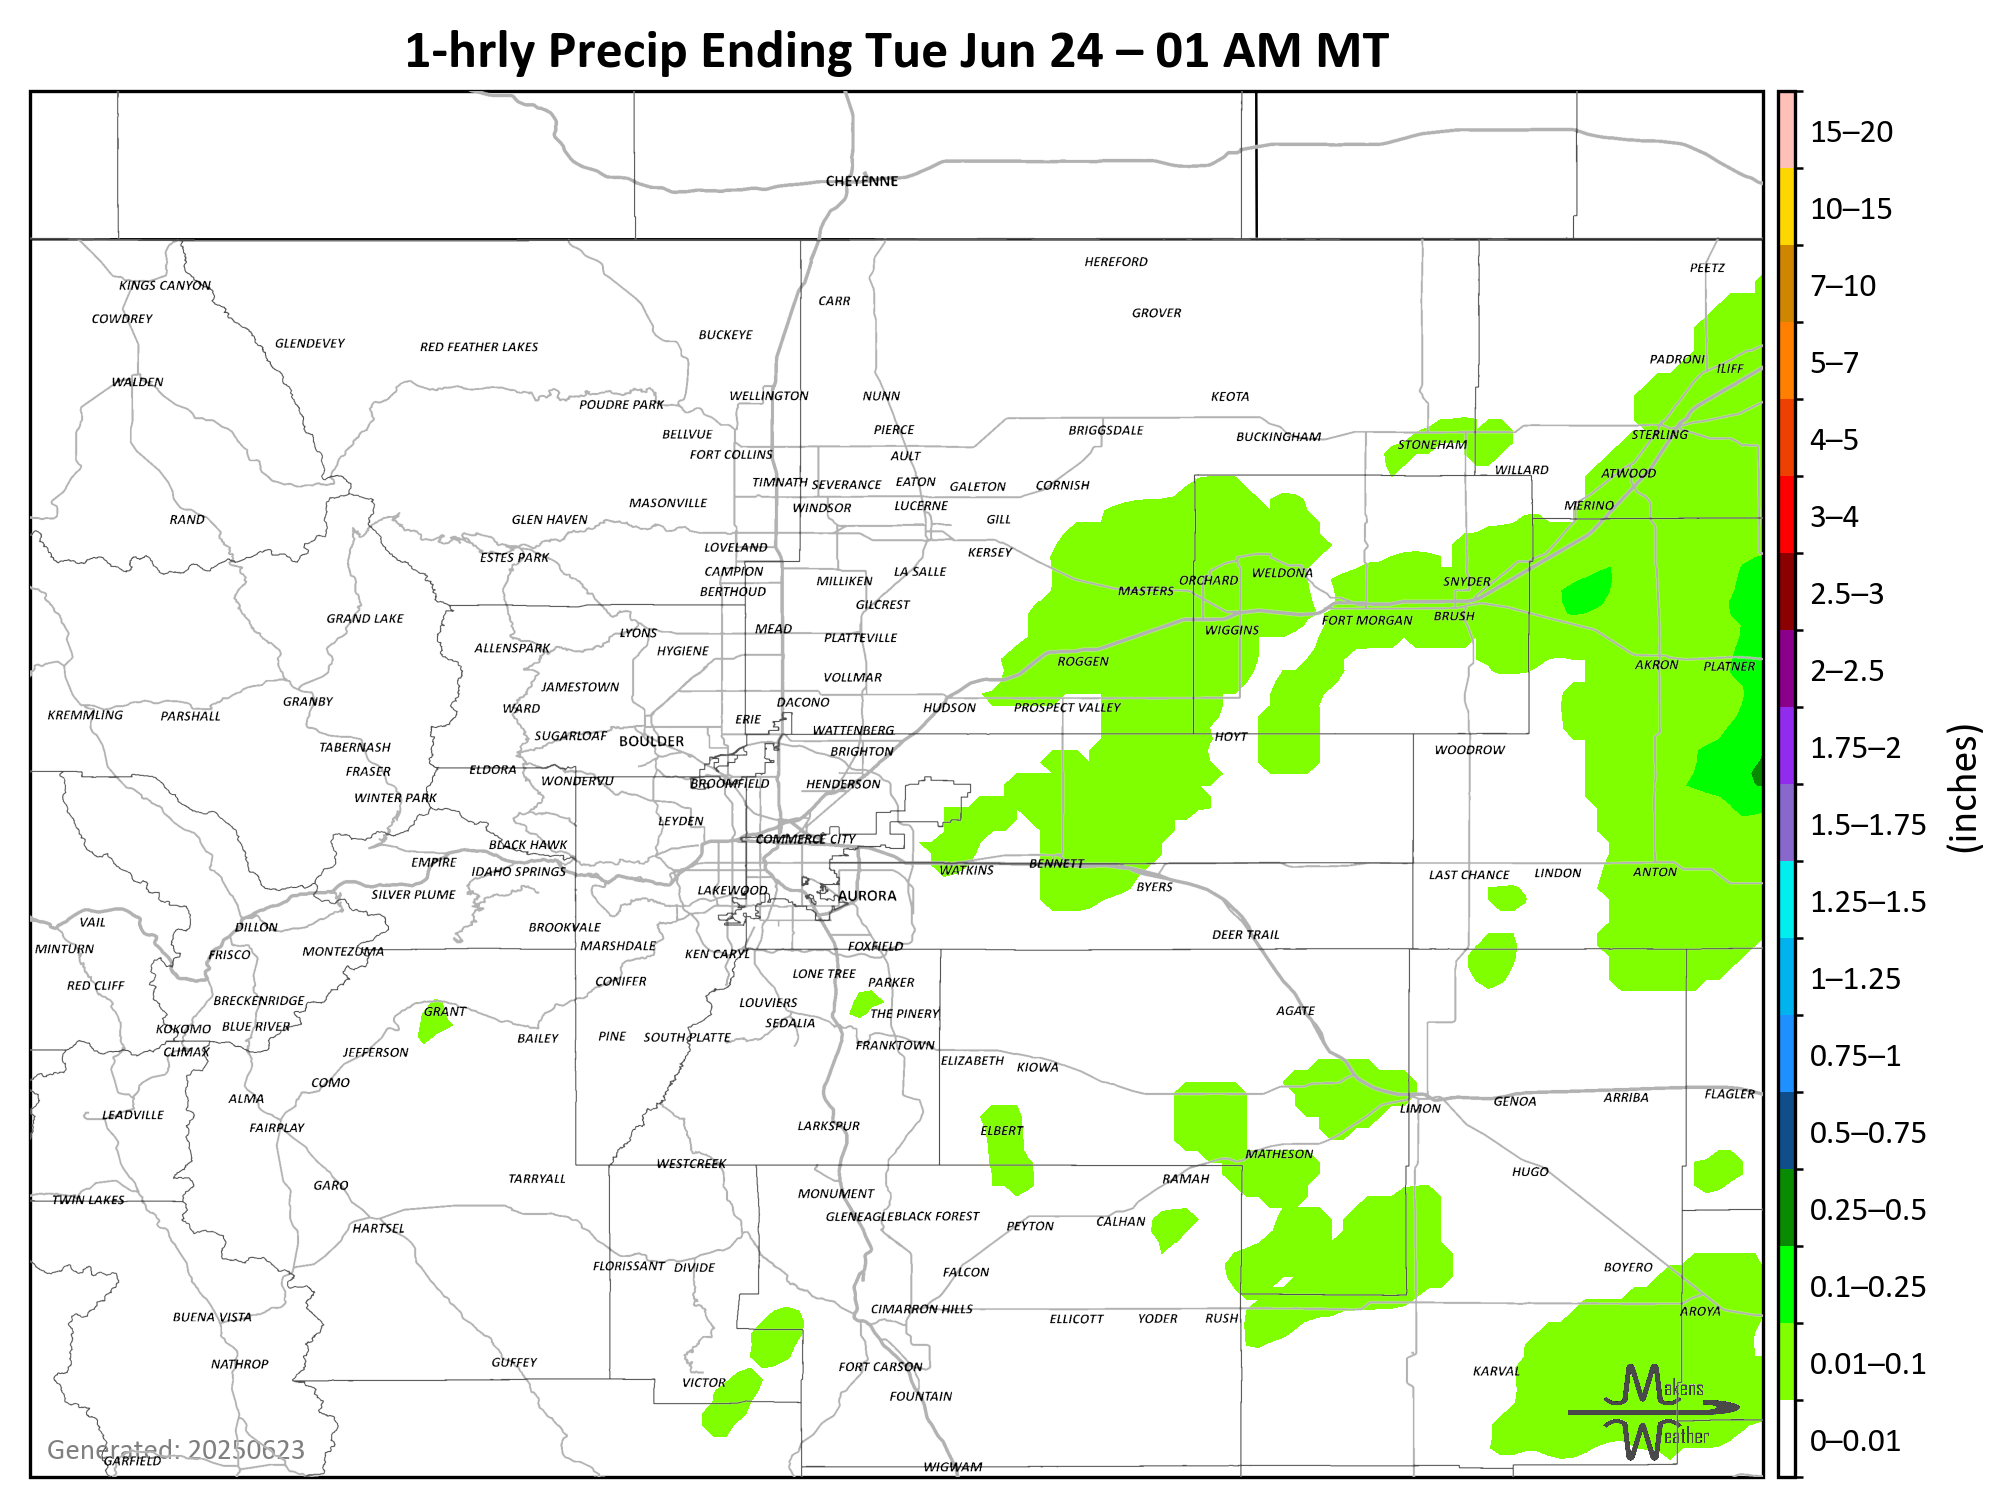 1-hrly Precip Ending Tue Jun 24 – 01 AM MT
CHEYENNE
HEREFORD
PEETZ
KINGS CANYON
CARR
COWDREY
GROVER
BUCKEYE
GLENDEVEY
RED FEATHER LAKES
PADRONI
ILIFF
WALDEN
WELLINGTON
NUNN
KEOTA
POUDRE PARK
BELLVUE
PIERCE
BRIGGSDALE
BUCKINGHAM
STERLING
STONEHAM
FORT COLLINS
AULT
WILLARD
ATWOOD
TIMNATH
SEVERANCE
EATON
GALETON
CORNISH
MASONVILLE
WINDSOR
LUCERNE
MERINO
RAND
GLEN HAVEN
GILL
LOVELAND
KERSEY
ESTES PARK
CAMPION
LA SALLE
WELDONA
MILLIKEN
ORCHARD
SNYDER
BERTHOUD
MASTERS
GILCREST
GRAND LAKE
FORT MORGAN
BRUSH
LYONS
MEAD
PLATTEVILLE
WIGGINS
ALLENSPARK
HYGIENE
ROGGEN
AKRON
PLATNER
VOLLMAR
JAMESTOWN
GRANBY
DACONO
WARD
HUDSON
PROSPECT VALLEY
KREMMLING
PARSHALL
ERIE
WATTENBERG
SUGARLOAF
BOULDER
HOYT
TABERNASH
BRIGHTON
WOODROW
FRASER
ELDORA
WONDERVU
BROOMFIELD
HENDERSON
WINTER PARK
LEYDEN
COMMERCE CITY
BLACK HAWK
EMPIRE
BENNETT
IDAHO SPRINGS
WATKINS
LAST CHANCE
LINDON
ANTON
SILVER PLUME
LAKEWOOD
AURORA
BYERS
VAIL
DILLON
BROOKVALE
DEER TRAIL
MINTURN
FRISCO
MONTEZUMA
MARSHDALE
KEN CARYL
FOXFIELD
RED CLIFF
CONIFER
LONE TREE
PARKER
BRECKENRIDGE
GRANT
LOUVIERS
THE PINERY
AGATE
KOKOMO
BLUE RIVER
SEDALIA
CLIMAX
JEFFERSON
BAILEY
PINE
SOUTH PLATTE
FRANKTOWN
ELIZABETH
KIOWA
COMO
ALMA
LIMON
GENOA
ARRIBA
FLAGLER
LEADVILLE
FAIRPLAY
LARKSPUR
ELBERT
MATHESON
WESTCREEK
HUGO
TARRYALL
RAMAH
GARO
TWIN LAKES
MONUMENT
GLENEAGLE
BLACK FOREST
PEYTON
CALHAN
HARTSEL
FLORISSANT
DIVIDE
FALCON
BOYERO
BUENA VISTA
CIMARRON HILLS
ELLICOTT
YODER
RUSH
AROYA
NATHROP
GUFFEY
FORT CARSON
KARVAL
VICTOR
FOUNTAIN
Makens
Weather
Generated: 20250623
GARFIELD
WIGWAM
15–20
10–15
7–10
5–7
4–5
3–4
2.5–3
2–2.5
1.75–2
1.5–1.75
1.25–1.5
1–1.25
0.75–1
0.5–0.75
0.25–0.5
0.1–0.25
0.01–0.1
0–0.01
(inches)